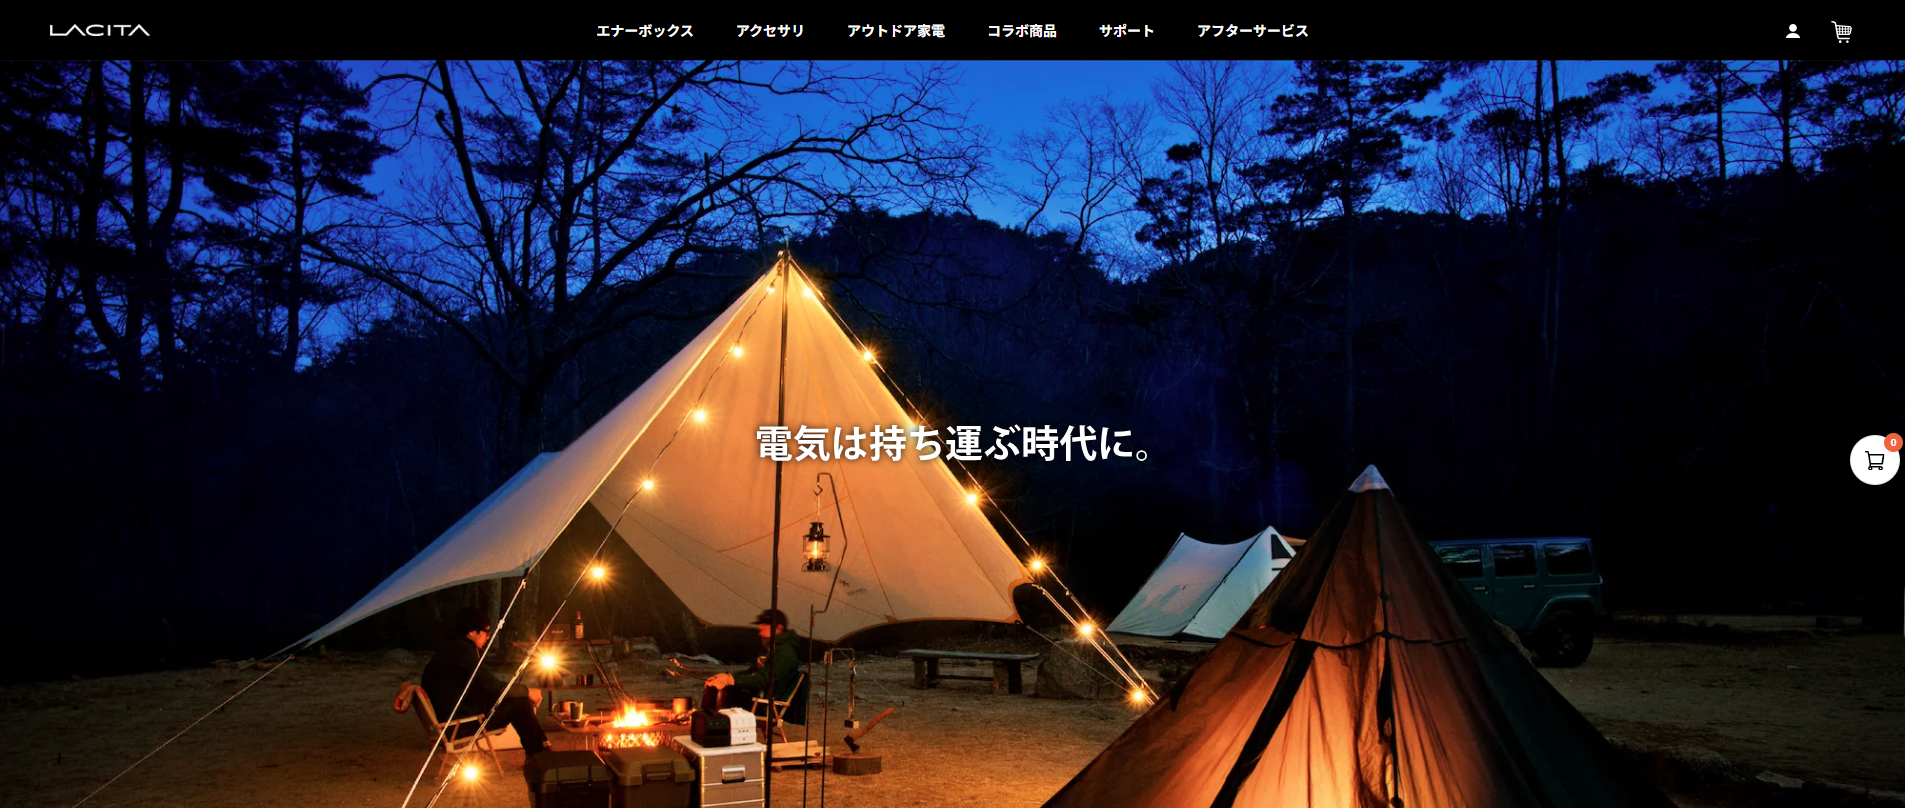 LACITA
エナーボックス
アクセサリ
アウトドア家電
コラボ商品
サポート
アフターサービス
電気は持ち運ぶ時代に。
0